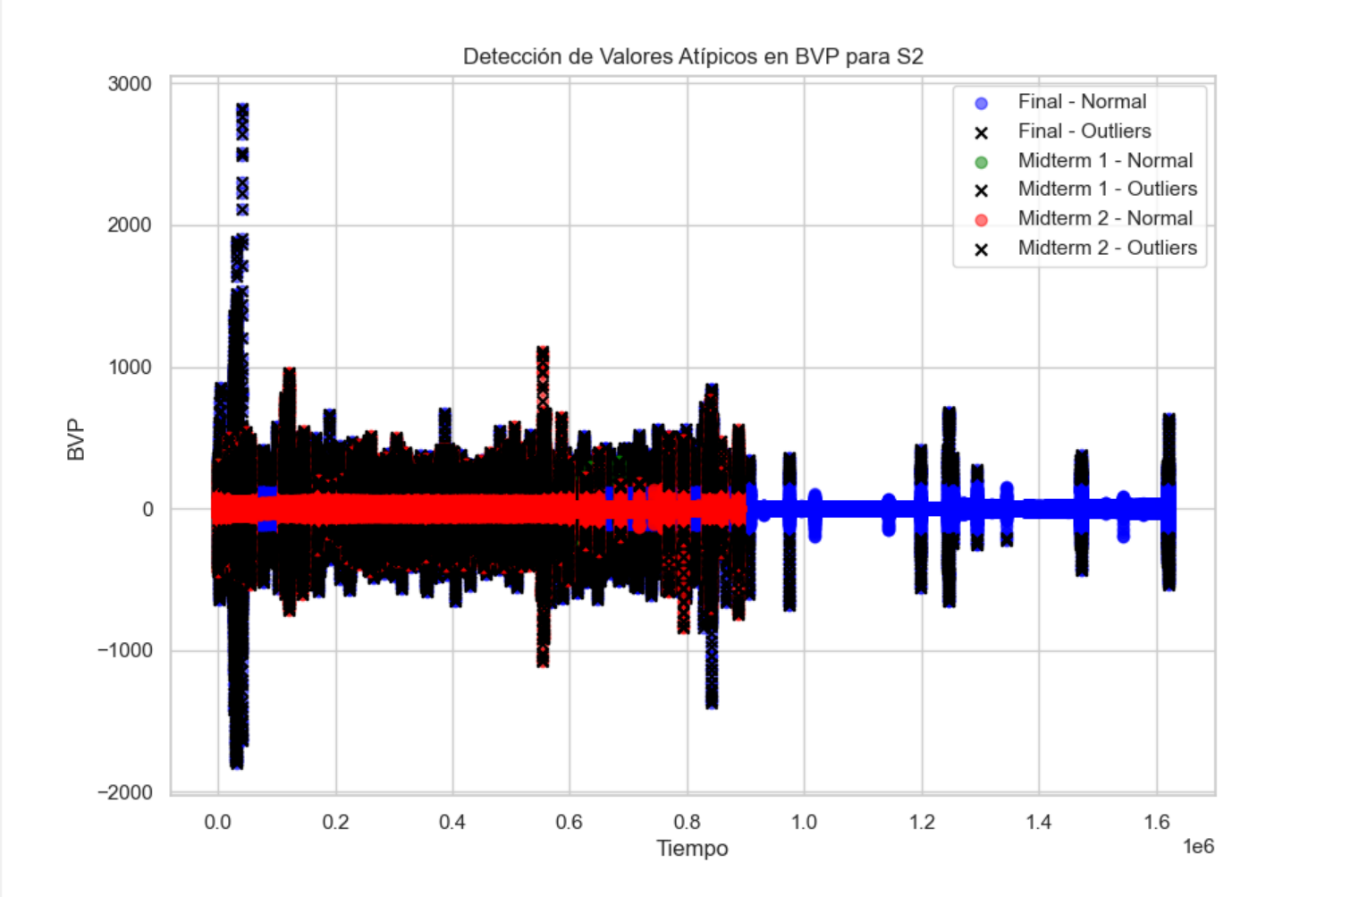 Detección de Valores Atípicos en BVP para S2
3000
2000
1000
0
−1000
−2000
BVP
Final - Normal
Final - Outliers
Midterm 1 - Normal
Midterm 1 - Outliers
Midterm 2 - Normal
Midterm 2 - Outliers
0.0 0.2 0.4 0.6 0.8 1.0 1.2 1.4 1.6
1e6
Tiempo